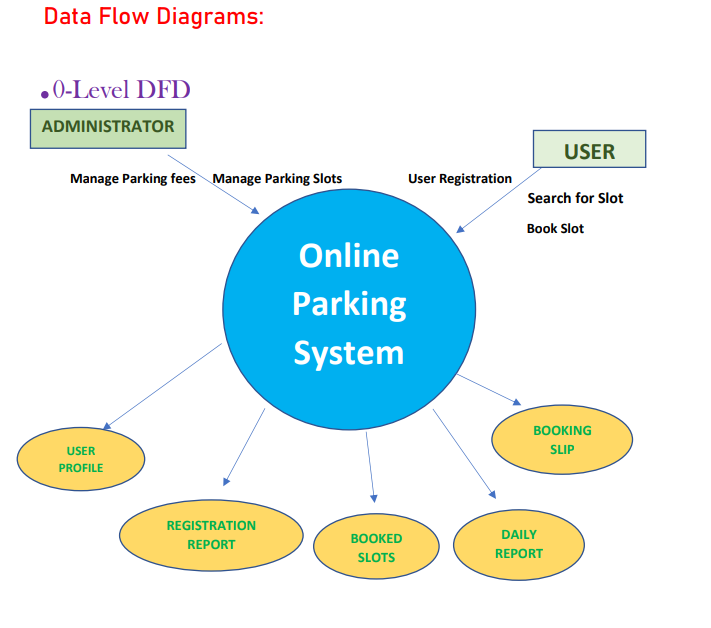 Data Flow Diagrams:
.0-Level DFD
ADMINISTRATOR
USER
Manage Parking fees
Manage Parking Slots
User Registration
Search for Slot
Book Slot
Online
Parking
System
BOOKING
SLIP
USER
PROFILE
REGISTRATION
REPORT
BOOKED
SLOTS
DAILY
REPORT